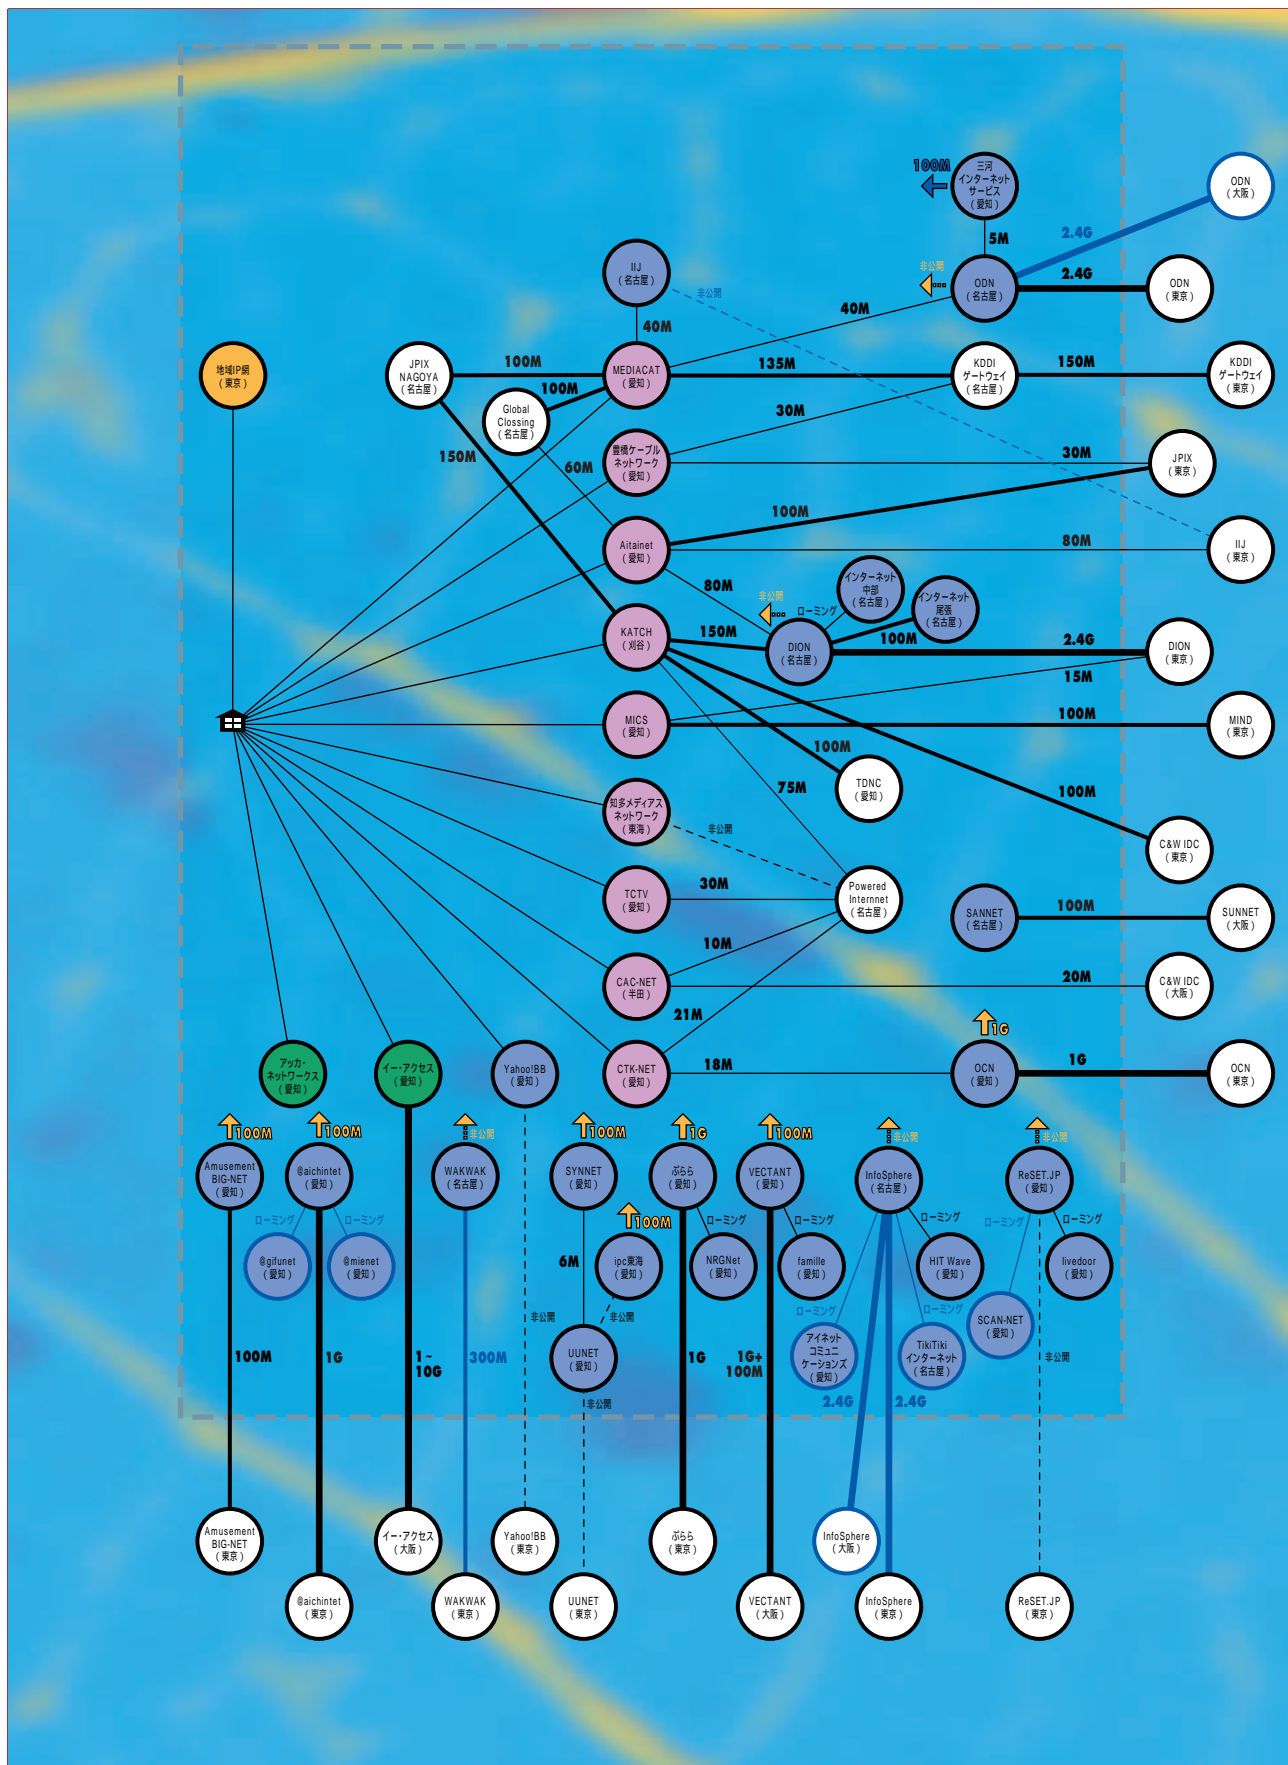 100M
三河
インターネット
サービス
(愛知)
ODN
(大阪)
5M
2.4G
IIJ
(名古屋)
非公開
ODN
(名古屋)
2.4G
ODN
(東京)
非公開
40M
40M
地域IP網
(東京)
JPIX
NAGOYA
(名古屋)
100M
MEDIACAT
(愛知)
135M
KDDI
ゲートウェイ
(名古屋)
150M
KDDI
ゲートウェイ
(東京)
100M
Global
Clossing
(名古屋)
30M
150M
60M
豊橋ケーブル
ネットワーク
(愛知)
30M
JPIX
(東京)
100M
Aitainet
(愛知)
80M
IIJ
(東京)
80M
非公開
ローミング
インターネット
中部
(名古屋)
インターネット
尾張
(名古屋)
KATCH
(刈谷)
150M
DION
(名古屋)
100M
2.4G
DION
(東京)
15M
MICS
(愛知)
100M
MIND
(東京)
100M
75M
TDNC
(愛知)
100M
知多メディアス
ネットワーク
(東海)
非公開
C&W IDC
(東京)
TCTV
(愛知)
30M
Powered
Internnet
(名古屋)
SANNET
(名古屋)
100M
SUNNET
(大阪)
10M
CAC-NET
(半田)
20M
C&W IDC
(大阪)
21M
1G
アッカ・
ネットワークス
(愛知)
イー・アクセス
(愛知)
Yahoo!BB
(愛知)
CTK-NET
(愛知)
18M
OCN
(愛知)
1G
OCN
(東京)
100M
100M
非公開
100M
1G
100M
非公開
非公開
Amusement
BIG-NET
(愛知)
@aichintet
(愛知)
WAKWAK
(名古屋)
SYNNET
(愛知)
ぷらら
(愛知)
VECTANT
(愛知)
InfoSphere
(名古屋)
ReSET.JP
(愛知)
ローミング
ローミング
100M
ローミング
ローミング
ローミング
ローミング
ローミング
@gifunet
(愛知)
@mienet
(愛知)
6M
ipc東海
(愛知)
NRGNet
(愛知)
famille
(愛知)
HIT Wave
(愛知)
livedoor
(愛知)
非公開
非公開
ローミング
ローミング
SCAN-NET
(愛知)
100M
1G
1~
10G
300M
UUNET
(愛知)
1G
1G+
100M
アイネット
コミュニ
ケーションズ
(愛知)
TikiTiki
インターネット
(名古屋)
非公開
非公開
2.4G
2.4G
Amusement
BIG-NET
(東京)
イー・アクセス
(大阪)
Yahoo!BB
(東京)
ぷらら
(東京)
InfoSphere
(大阪)
@aichintet
(東京)
WAKWAK
(東京)
UUNET
(東京)
VECTANT
(大阪)
InfoSphere
(東京)
ReSET.JP
(東京)